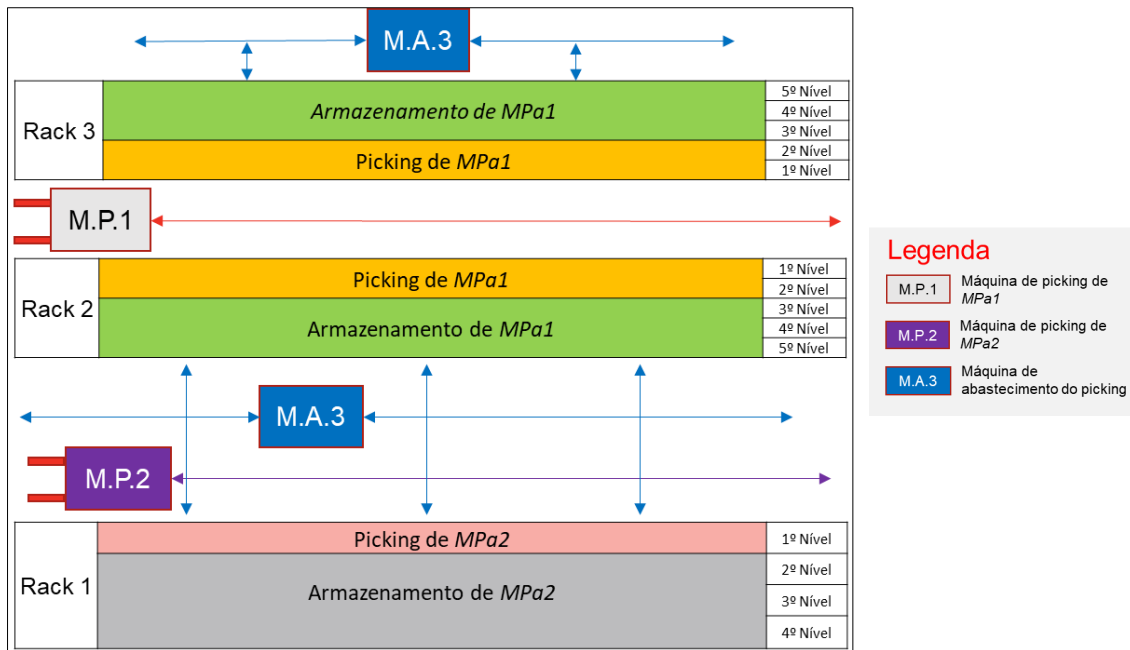 M.A.3
Rack 3
Armazenamento de MPa1
Picking de MPa1
5º Nível
4º Nível
3º Nível
2º Nível
1º Nível
M.P.1
Rack 2
Picking de MPa1
Armazenamento de MPa1
1º Nível
2º Nível
3º Nível
4º Nível
5º Nível
M.A.3
M.P.2
Rack 1
Picking de MPa2
Armazenamento de MPa2
1º Nível
2º Nível
3º Nível
4º Nível
Legenda
M.P.1
Máquina de picking de
MPa1
M.P.2
Máquina de picking de
MPa2
M.A.3
Máquina de
abastecimento do picking